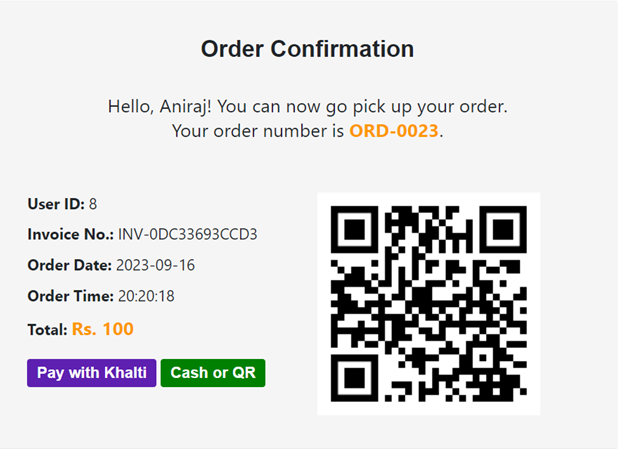 Order Confirmation
Hello, Aniraj! You can now go pick up your order.
Your order number is ORD-0023.
User ID: 8
Invoice No.: INV-0DC33693CCD3
Order Date: 2023-09-16
Order Time: 20:20:18
Total: Rs. 100
Pay with Khalti Cash or QR